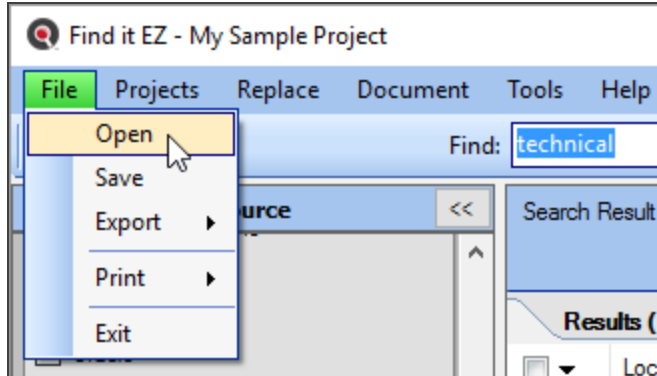 Find it EZ - My Sample Project
File Projects Replace Document Tools Help
Open
Find: technical
Save
urce << Search Result
Export
Print
Results (
Exit
Loc